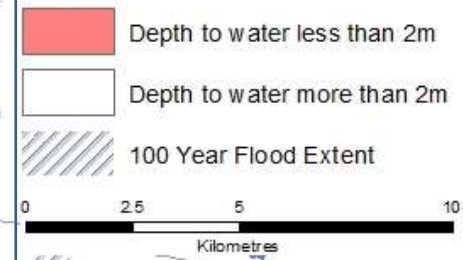 Depth to water less than 2m
Depth to water more than 2m
100 Year Flood Extent
0 2.5 5 10
Kilometres